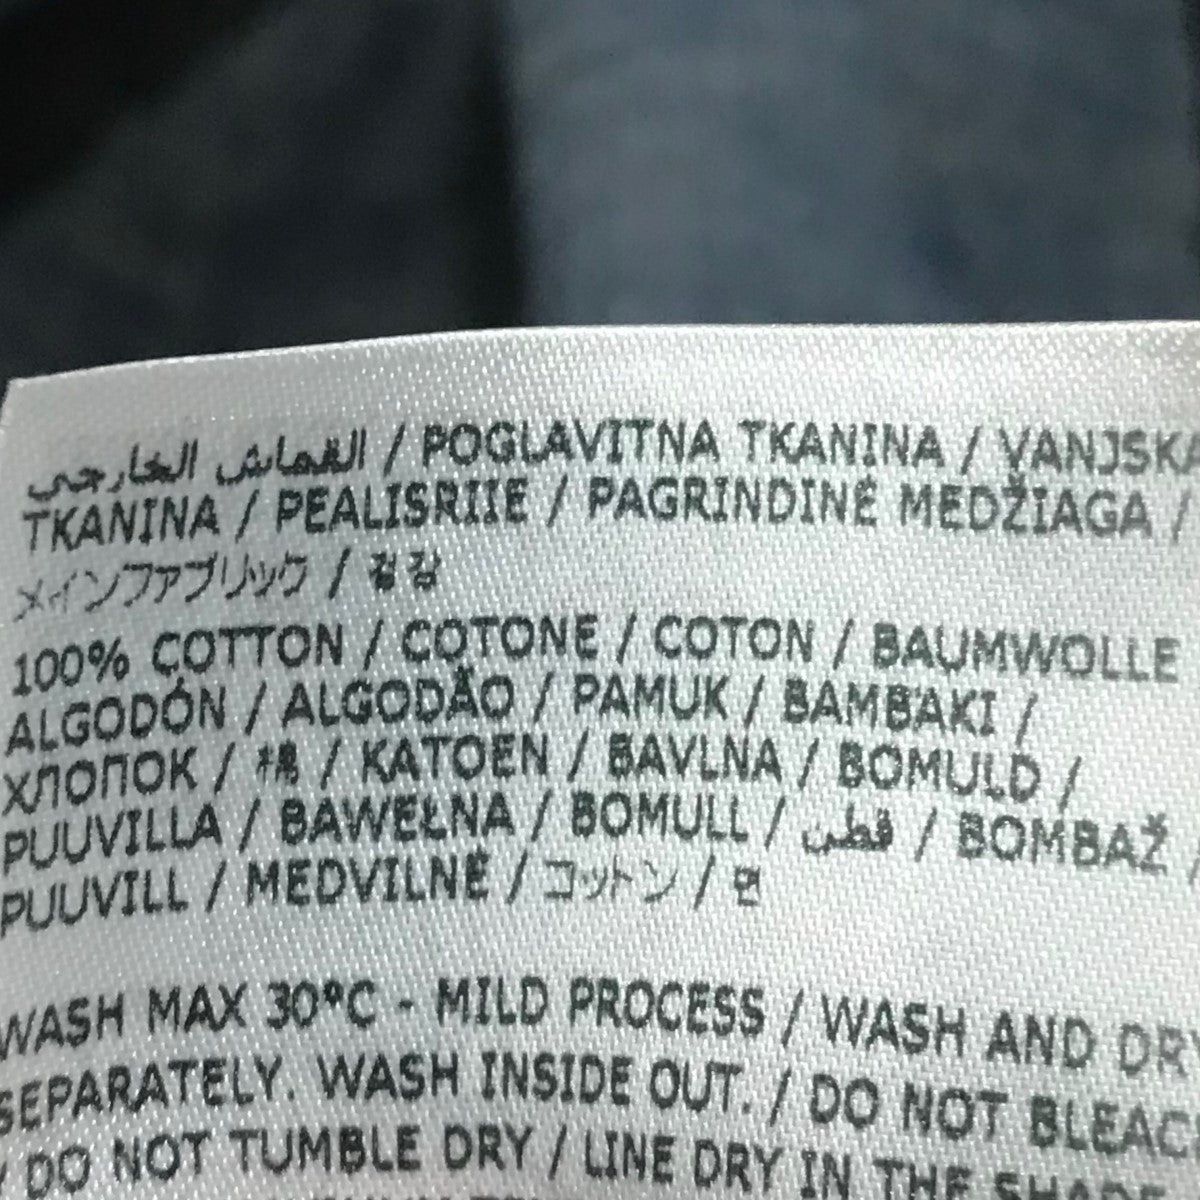 القماش الخارجي / POGLAVITNA TKANINA / VANJSKA
TKANINA / PEALISRIIE / PAGRINDINĖ MEDŽIAGA /
メインファブリック / 겉감
100% COTTON / COTONE / COTON / BAUMWOLLE
ALGODÓN / ALGODÃO / PAMUK / BAMBAKI /
ХЛОПОК / 棉 / KATOEN / BAVLNA / BOMULD /
PUUVILLA / BAWEŁNA / BOMULL / قطن / BOMBAŽ /
PUUVILL / MEDVILNĖ / コットン / 면
WASH MAX 30°C - MILD PROCESS / WASH AND DRY
SEPARATELY. WASH INSIDE OUT. / DO NOT BLEAC
/ DO NOT TUMBLE DRY / LINE DRY IN THE SHADE